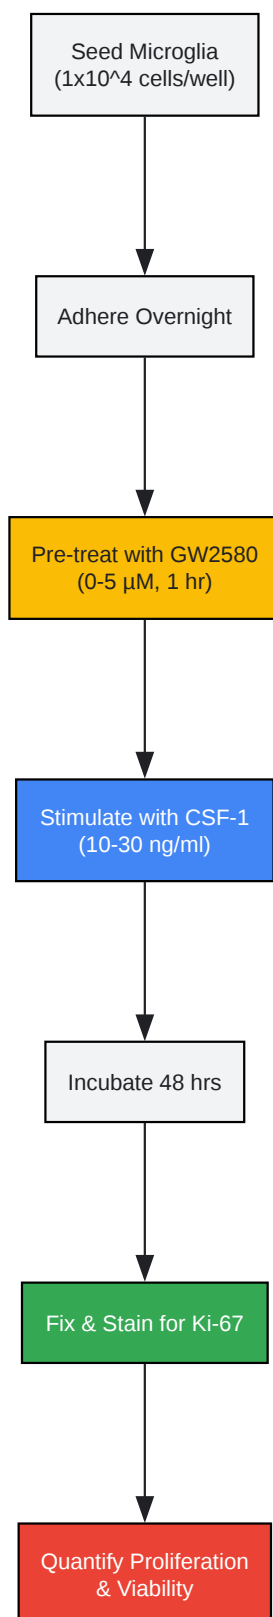 Seed Microglia
(1x10^4 cells/well)
Adhere Overnight
Pre-treat with GW2580
(0-5 µM, 1 hr)
Stimulate with CSF-1
(10-30 ng/ml)
Incubate 48 hrs
Fix & Stain for Ki-67
Quantify Proliferation
& Viability